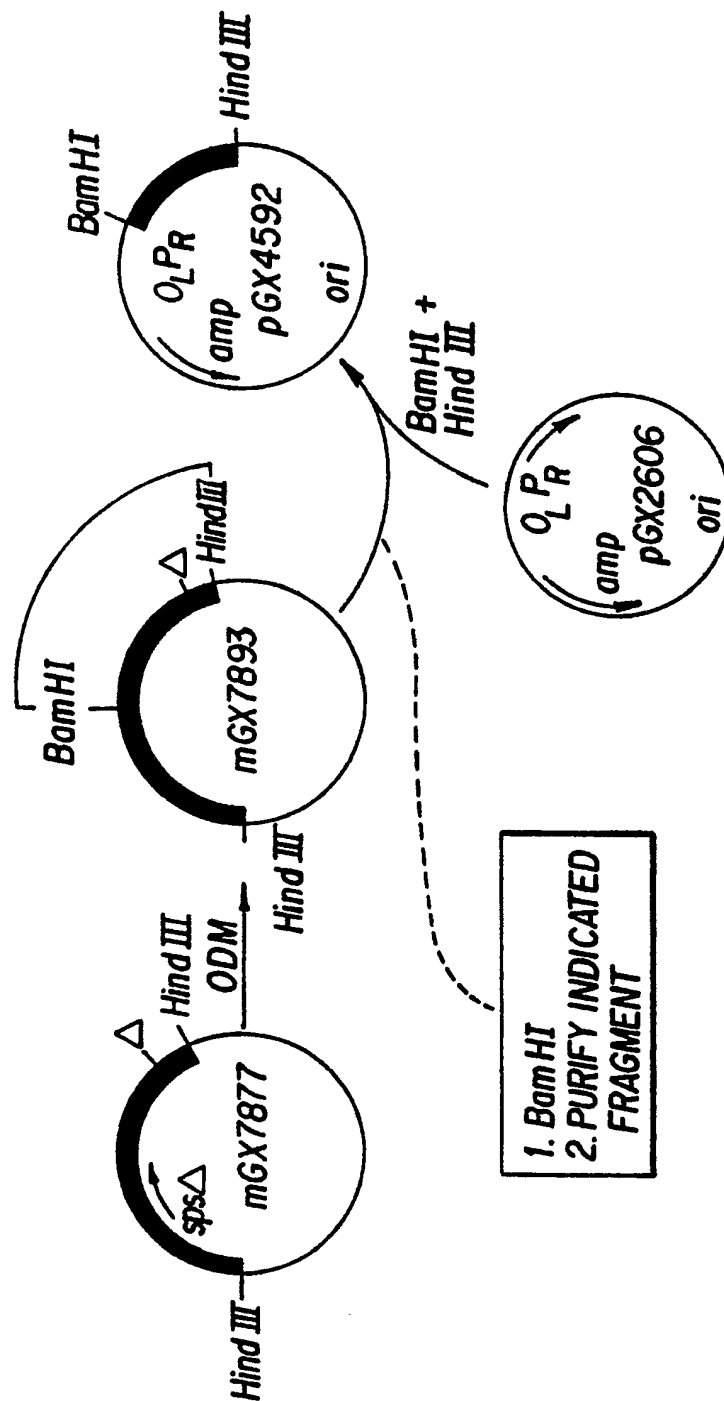 Hind III
spsΔ
mGX7877
Δ
Hind III
ODM
BamHI
mGX7893
Δ
Hind III
Hind III
BamHI
OLPR
amp
pGX4592
ori
Hind III
BamHI +
Hind III
OLPR
amp
pGX2606
ori
1. BamHI
2. PURIFY INDICATED
FRAGMENT